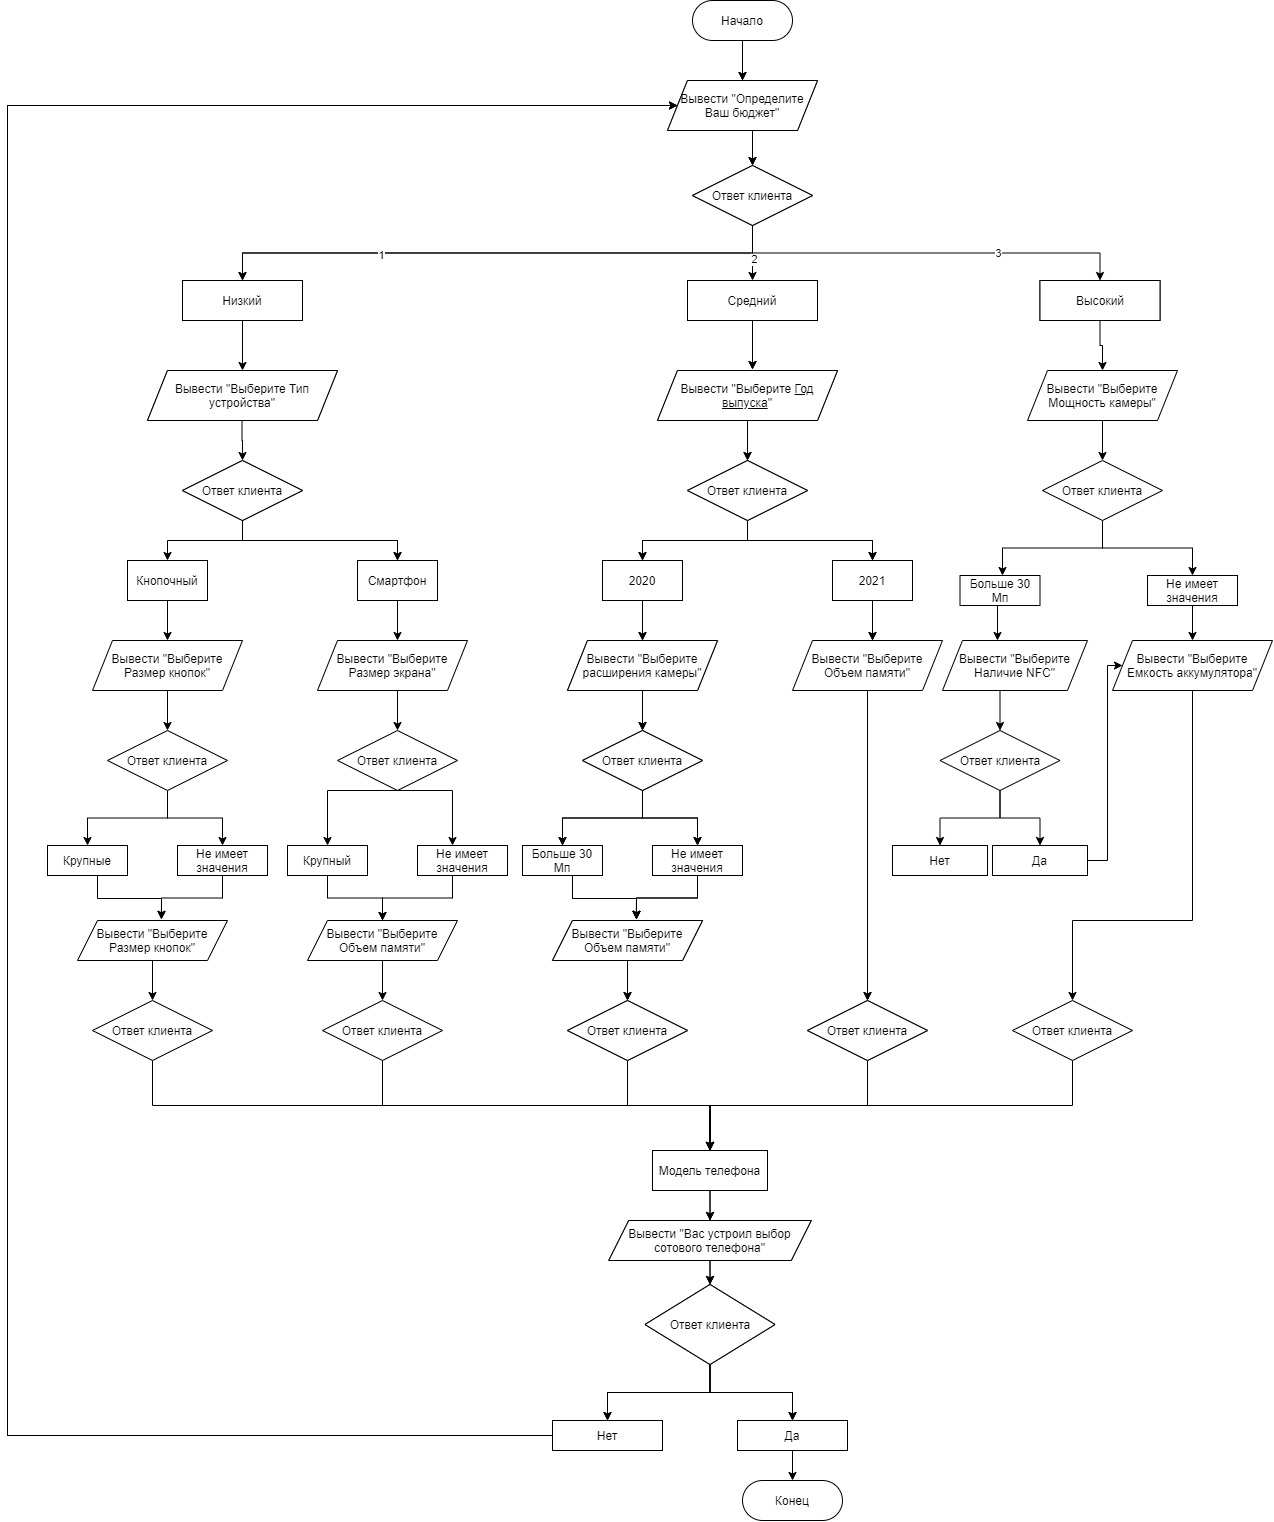 Начало
Вывести "Определите
Ваш бюджет"
Ответ клиента
1
2
3
Низкий
Средний
Высокий
Вывести "Выберите Тип
устройства"
Вывести "Выберите Год
выпуска"
Вывести "Выберите
Мощность камеры"
Ответ клиента
Ответ клиента
Ответ клиента
Кнопочный
Смартфон
2020
2021
Больше 30
Мп
Не имеет
значения
Вывести "Выберите
Размер кнопок"
Вывести "Выберите
Размер экрана"
Вывести "Выберите
расширения камеры"
Вывести "Выберите
Объем памяти"
Вывести "Выберите
Наличие NFC"
Вывести "Выберите
Емкость аккумулятора"
Ответ клиента
Ответ клиента
Ответ клиента
Ответ клиента
Крупные
Не имеет
значения
Крупный
Не имеет
значения
Больше 30
Мп
Не имеет
значения
Нет
Да
Вывести "Выберите
Размер кнопок"
Вывести "Выберите
Объем памяти"
Вывести "Выберите
Объем памяти"
Ответ клиента
Ответ клиента
Ответ клиента
Ответ клиента
Ответ клиента
Модель телефона
Вывести "Вас устроил выбор
сотового телефона"
Ответ клиента
Нет
Да
Конец